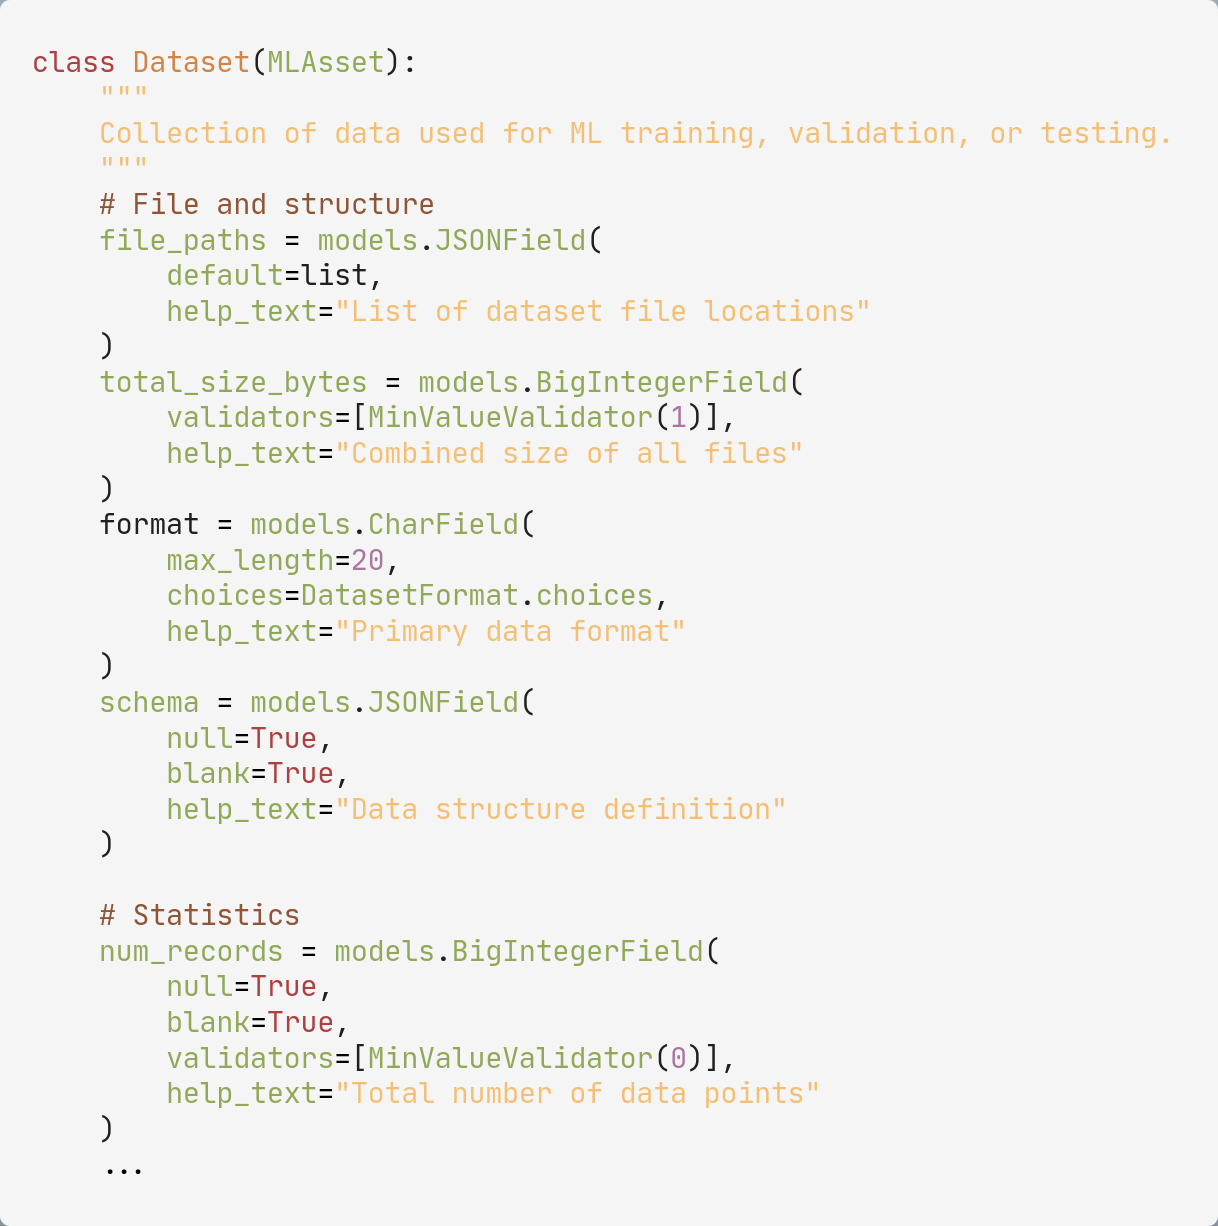 class Dataset(MLAsset):
    """
    Collection of data used for ML training, validation, or testing.
    """
    # File and structure
    file_paths = models.JSONField(
        default=list,
        help_text="List of dataset file locations"
    )
    total_size_bytes = models.BigIntegerField(
        validators=[MinValueValidator(1)],
        help_text="Combined size of all files"
    )
    format = models.CharField(
        max_length=20,
        choices=DatasetFormat.choices,
        help_text="Primary data format"
    )
    schema = models.JSONField(
        null=True,
        blank=True,
        help_text="Data structure definition"
    )

    # Statistics
    num_records = models.BigIntegerField(
        null=True,
        blank=True,
        validators=[MinValueValidator(0)],
        help_text="Total number of data points"
    )
    ...